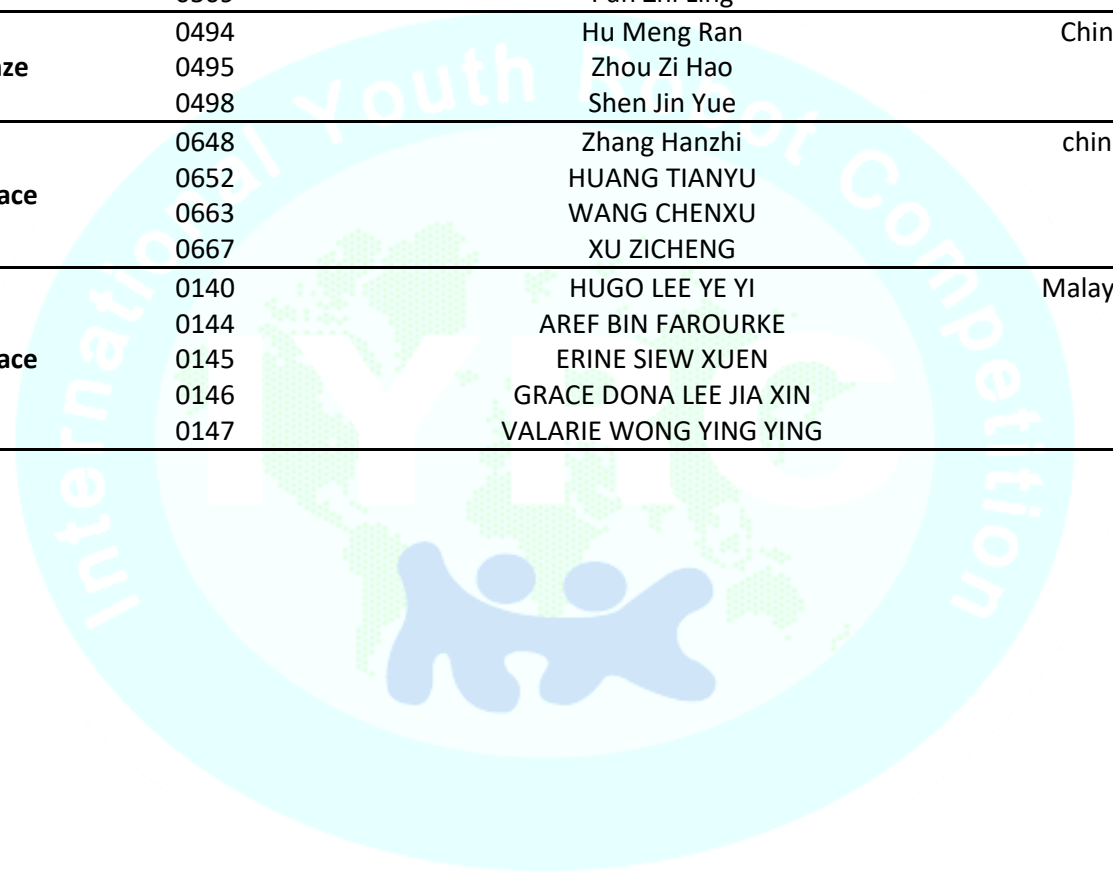 0494 Hu Meng Ran Chin
nze 0495 Zhou Zi Hao
0498 Shen Jin Yue
0648 Zhang Hanzhi chin
0652 HUANG TIANYU
ace
0663 WANG CHENXU
0667 XU ZICHENG
0140 HUGO LEE YE YI Malay
0144 AREF BIN FAROURKE
ace 0145 ERINE SIEW XUEN
0146 GRACE DONA LEE JIA XIN
0147 VALARIE WONG YING YING
International Youth Robot Competition
IYRC